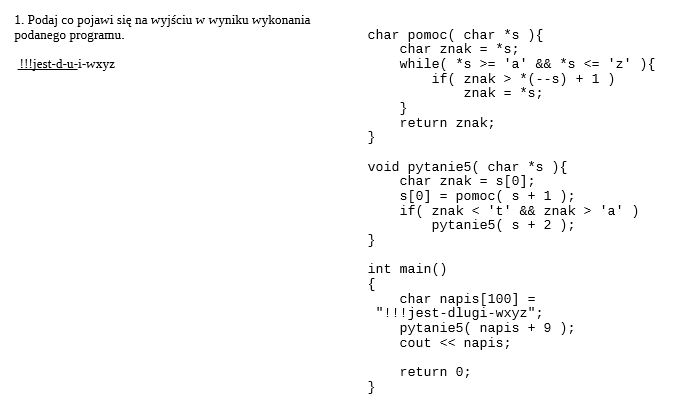 1. Podaj co pojawi się na wyjściu w wyniku wykonania
podanego programu.
!!!jest-d-u-i-wxyz
char pomoc( char *s ){
    char znak = *s;
    while( *s >= 'a' && *s <= 'z' ){
        if( znak > *(--s) + 1 )
            znak = *s;
    }
    return znak;
}
void pytanie5( char *s ){
    char znak = s[0];
    s[0] = pomoc( s + 1 );
    if( znak < 't' && znak > 'a' )
        pytanie5( s + 2 );
}
int main()
{
    char napis[100] =
 "!!!jest-dlugi-wxyz";
    pytanie5( napis + 9 );
    cout << napis;
    return 0;
}